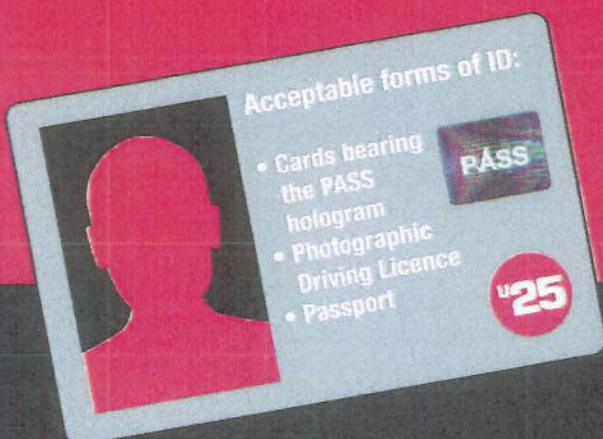 Acceptable forms of ID:
• Cards bearing
the PASS
hologram
• Photographic
Driving Licence
• Passport
PASS
U25